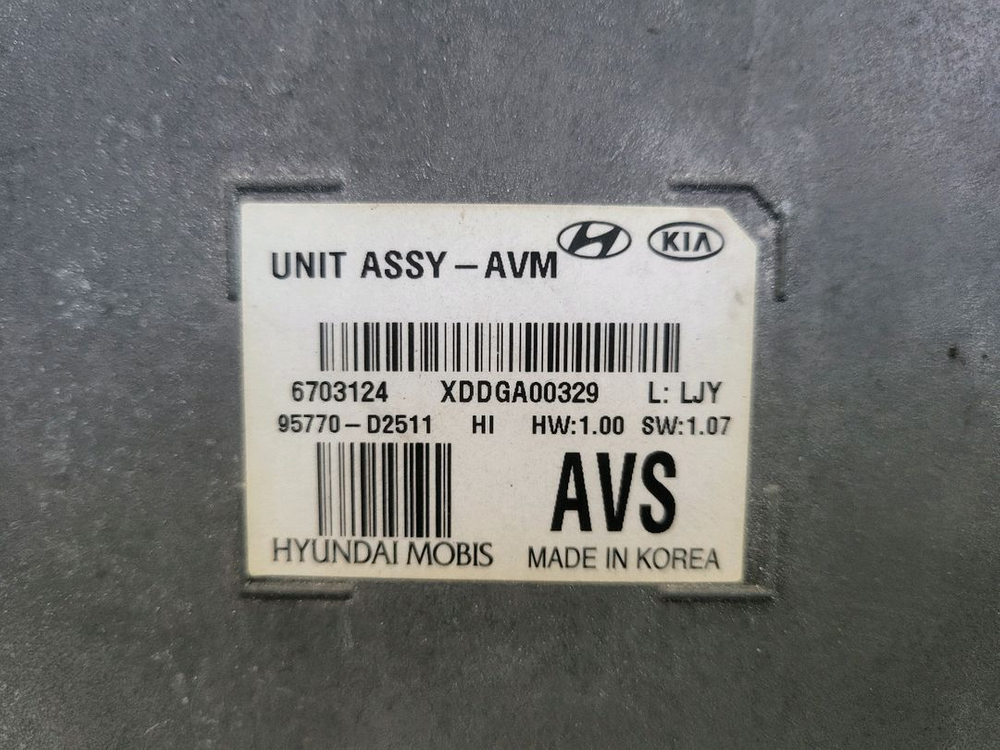 UNIT ASSY-AVM KIA
6703124 XDDGA00329 L: LJY
95770-D2511 HI HW:1.00 SW:1.07
AVS
HYUNDAI MOBIS MADE IN KOREA